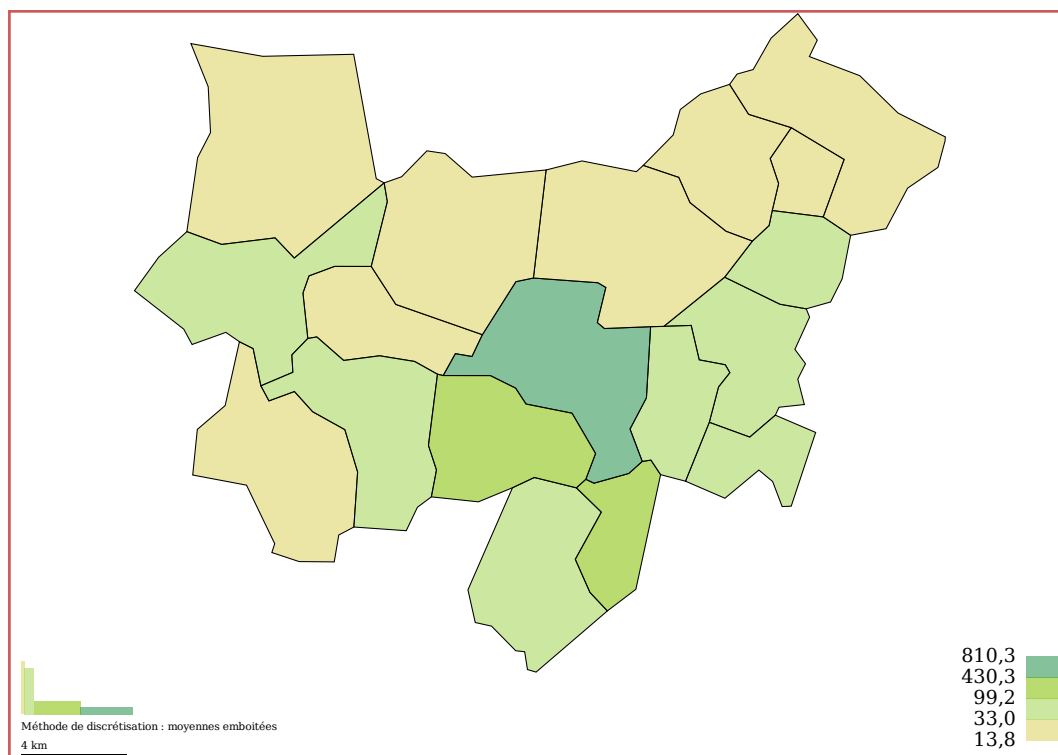 810,3
430,3
99,2
33,0
13,8
Méthode de discrétisation : moyennes emboitées
4 km